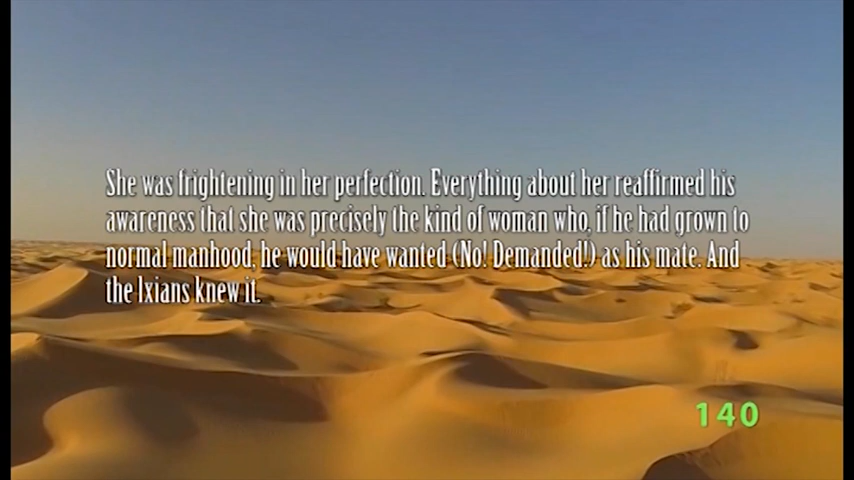 She was frightening in her perfection. Everything about her reaffirmed his
awareness that she was precisely the kind of woman who, if he had grown to
normal manhood, he would have wanted (No! Demanded!) as his mate. And
the Ixians knew it.
140